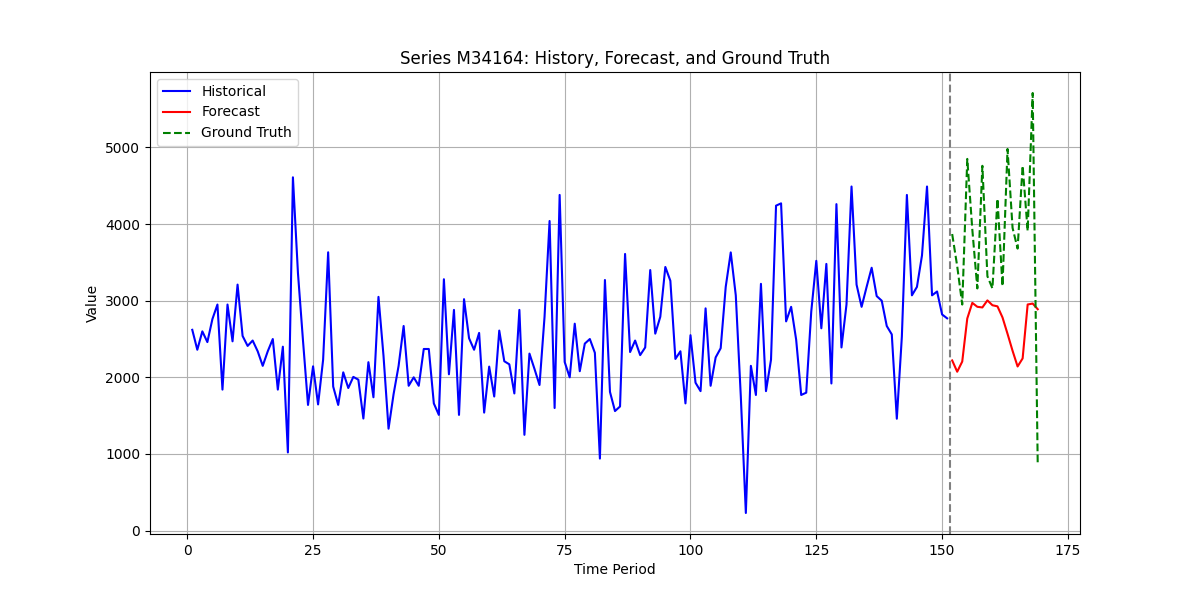 Series M34164: History, Forecast, and Ground Truth
Historical
Forecast
Ground Truth
5000
4000
3000
2000
1000
0
Value
0 25 50 75 100 125 150 175
Time Period